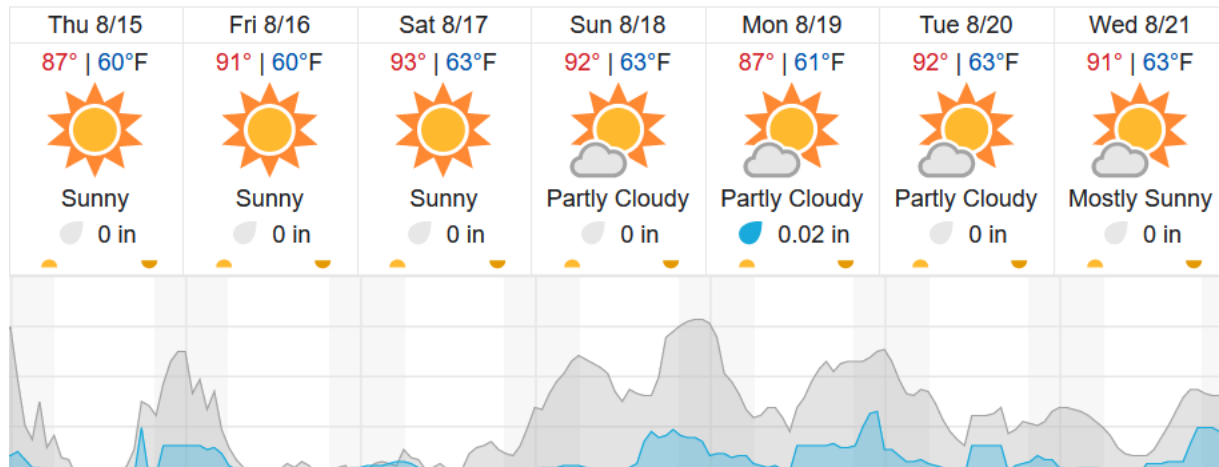 Thu 8/15 Fri 8/16 Sat 8/17 Sun 8/18 Mon 8/19 Tue 8/20 Wed 8/21
87° | 60°F 91° | 60°F 93° | 63°F 92° | 63°F 87° | 61°F 92° | 63°F 91° | 63°F
Sunny Sunny Sunny Partly Cloudy Partly Cloudy Partly Cloudy Mostly Sunny
0 in 0 in 0 in 0 in 0.02 in 0 in 0 in